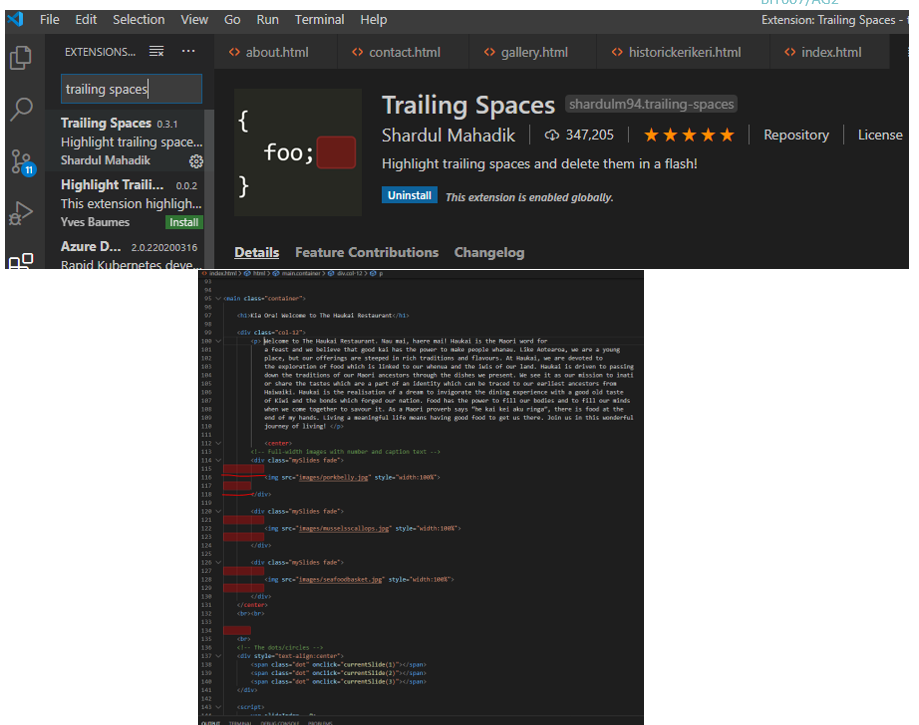 BIT607/AG2
File Edit Selection View Go Run Terminal Help Extension: Trailing Spaces -
EXTENSIONS... ··· about.html contact.html gallery.html historickerikeri.html index.html
trailing spaces
Trailing Spaces 0.3.1
Highlight trailing space...
Shardul Mahadik
Highlight Traili... 0.0.2
This extension highligh...
Yves Baumes Install
Azure D... 2.0.220200316
Rapid Kubernetes deve...
11
{
foo;
}
Trailing Spaces shardulm94.trailing-spaces
Shardul Mahadik 347,205 ★★★★★ Repository License
Highlight trailing spaces and delete them in a flash!
Uninstall This extension is enabled globally.
Details Feature Contributions Changelog
index.html > html > main.container > div.col-12 > p
93
94
95 <main class="container">
96
97 <h1>Kia Ora! Welcome to The Haukai Restaurant</h1>
98
99 <div class="col-12">
100 <p> Welcome to The Haukai Restaurant. Nau mai, haere mai! Haukai is the Maori word for
101 a feast and we believe that good kai has the power to make people whanau. Like Aotearoa, we are a young
102 place, but our offerings are steeped in rich traditions and flavours. At Haukai, we are devoted to
103 the exploration of food which is linked to our whenua and the iwis of our land. Haukai is driven to passing
104 down the traditions of our Maori ancestors through the dishes we present. We see it as our mission to inati
105 or share the tastes which are a part of an identity which can be traced to our earliest ancestors from
106 Haiwaiki. Haukai is the realisation of a dream to invigorate the dining experience with a good old taste
107 of Kiwi and the bonds which forged our nation. Food has the power to fill our bodies and to fill our minds
108 when we come together to savour it. As a Maori proverb says "he kai kei aku ringa", there is food at the
109 end of my hands. Living a meaningful life means having good food to get us there. Join us in this wonderful
110 journey of living! </p>
111
112 <center>
113 <!-- Full-width images with number and caption text -->
114 <div class="mySlides fade">
115
116 <img src="images/porkbelly.jpg" style="width:100%">
117
118 </div>
119
120 <div class="mySlides fade">
121
122 <img src="images/musselsscallops.jpg" style="width:100%">
123
124 </div>
125
126 <div class="mySlides fade">
127
128 <img src="images/seafoodbasket.jpg" style="width:100%">
129
130 </div>
131 </center>
132 <br><br>
133
134
135 <br>
136 <!-- The dots/circles -->
137 <div style="text-align:center">
138 <span class="dot" onclick="currentSlide(1)"></span>
139 <span class="dot" onclick="currentSlide(2)"></span>
140 <span class="dot" onclick="currentSlide(3)"></span>
141 </div>
142
143 <script>
OUTPUT TERMINAL DEBUG CONSOLE PROBLEMS